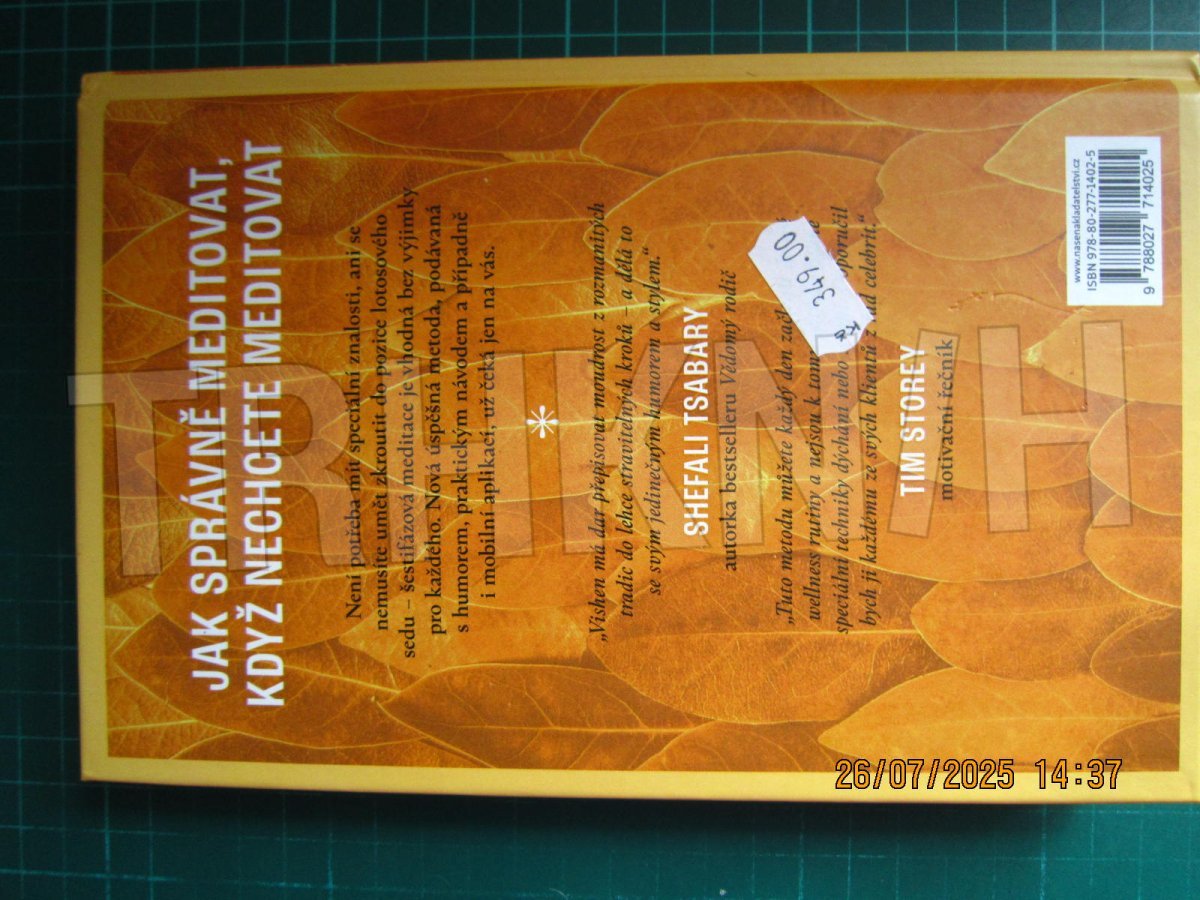 JAK SPRÁVNĚ MEDITOVAT,
KDYŽ NECHCETE MEDITOVAT
Není potřeba mít speciální znalosti, ani se
nemusíte umět zkroutit do pozice lotosového
sedu – šestifázová meditace je vhodná bez výjimky
pro každého. Nová úspěšná metoda, podávaná
s humorem, praktickým návodem a případně
i mobilní aplikací, už čeká jen na vás.
„Vishen má dar přepisovat moudrost z rozmanitých
tradic do lehce stravitelných kroků – a dělá to
se svým jedinečným humorem a stylem.“
SHEFALI TSABARY
autorka bestselleru Vědomý rodič
„Tuto metodu můžete každý den
wellness rutiny a nejsou k
speciální techniky dýchání nebo
bych ji každému ze svých klientů z celebrit.“
TIM STOREY
motivační řečník
Kč 349.00
www.nasenakladatelstvi.cz
ISBN 978-80-277-1402-5
9 788027 714025
TRIKNIH
26/07/2025 14:37